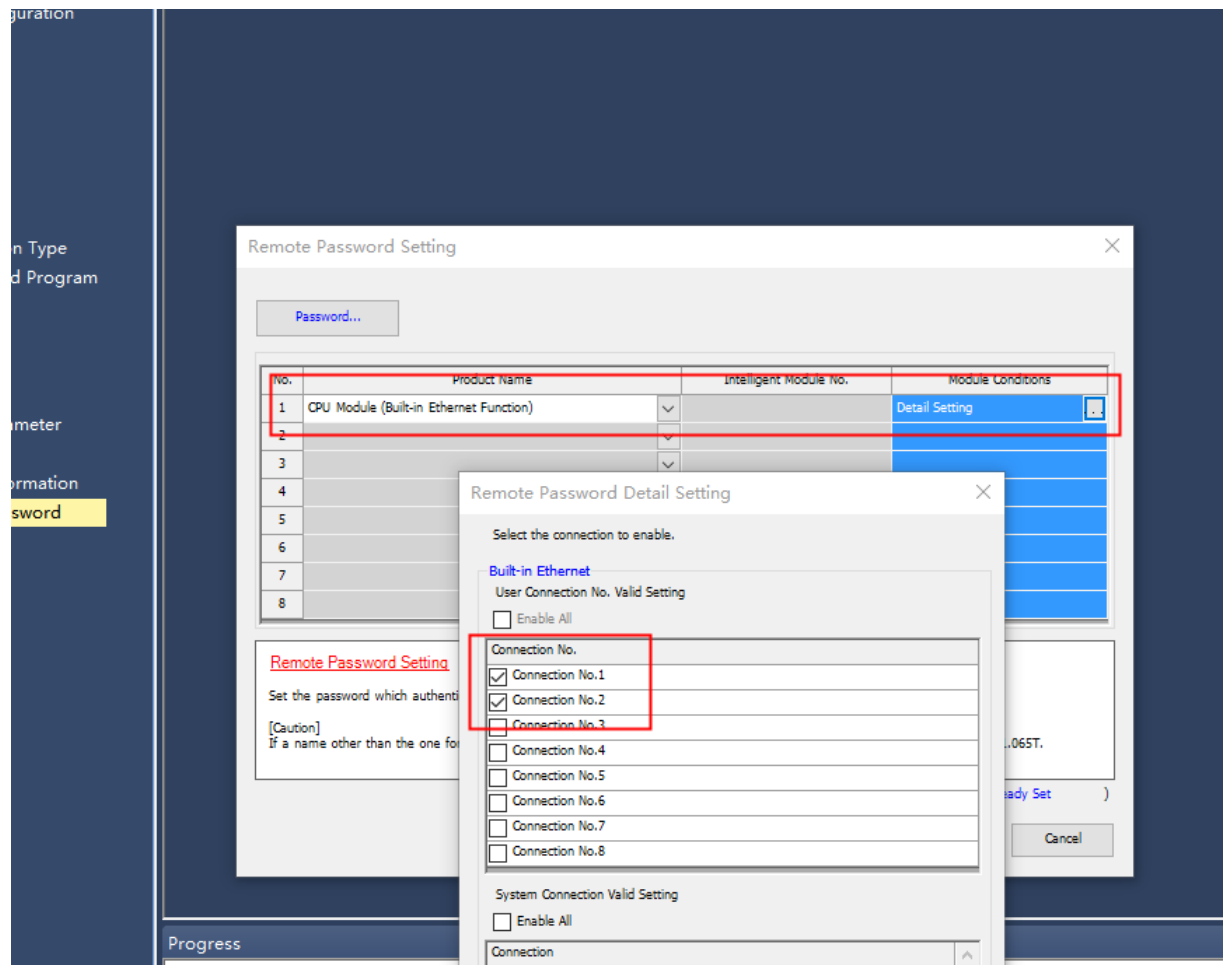 guration
n Type
d Program
ameter
ormation
sword
Remote Password Setting
Password...
No. Product Name Intelligent Module No. Module Conditions
1 CPU Module (Built-in Ethernet Function) Detail Setting ...
2
3
4
5
6
7
8
Remote Password Setting
Set the password which authenti
[Caution]
If a name other than the one fo
.065T.
eady Set )
Cancel
Remote Password Detail Setting
Select the connection to enable.
Built-in Ethernet
User Connection No. Valid Setting
Enable All
Connection No.
Connection No.1
Connection No.2
Connection No.3
Connection No.4
Connection No.5
Connection No.6
Connection No.7
Connection No.8
System Connection Valid Setting
Enable All
Connection
Progress